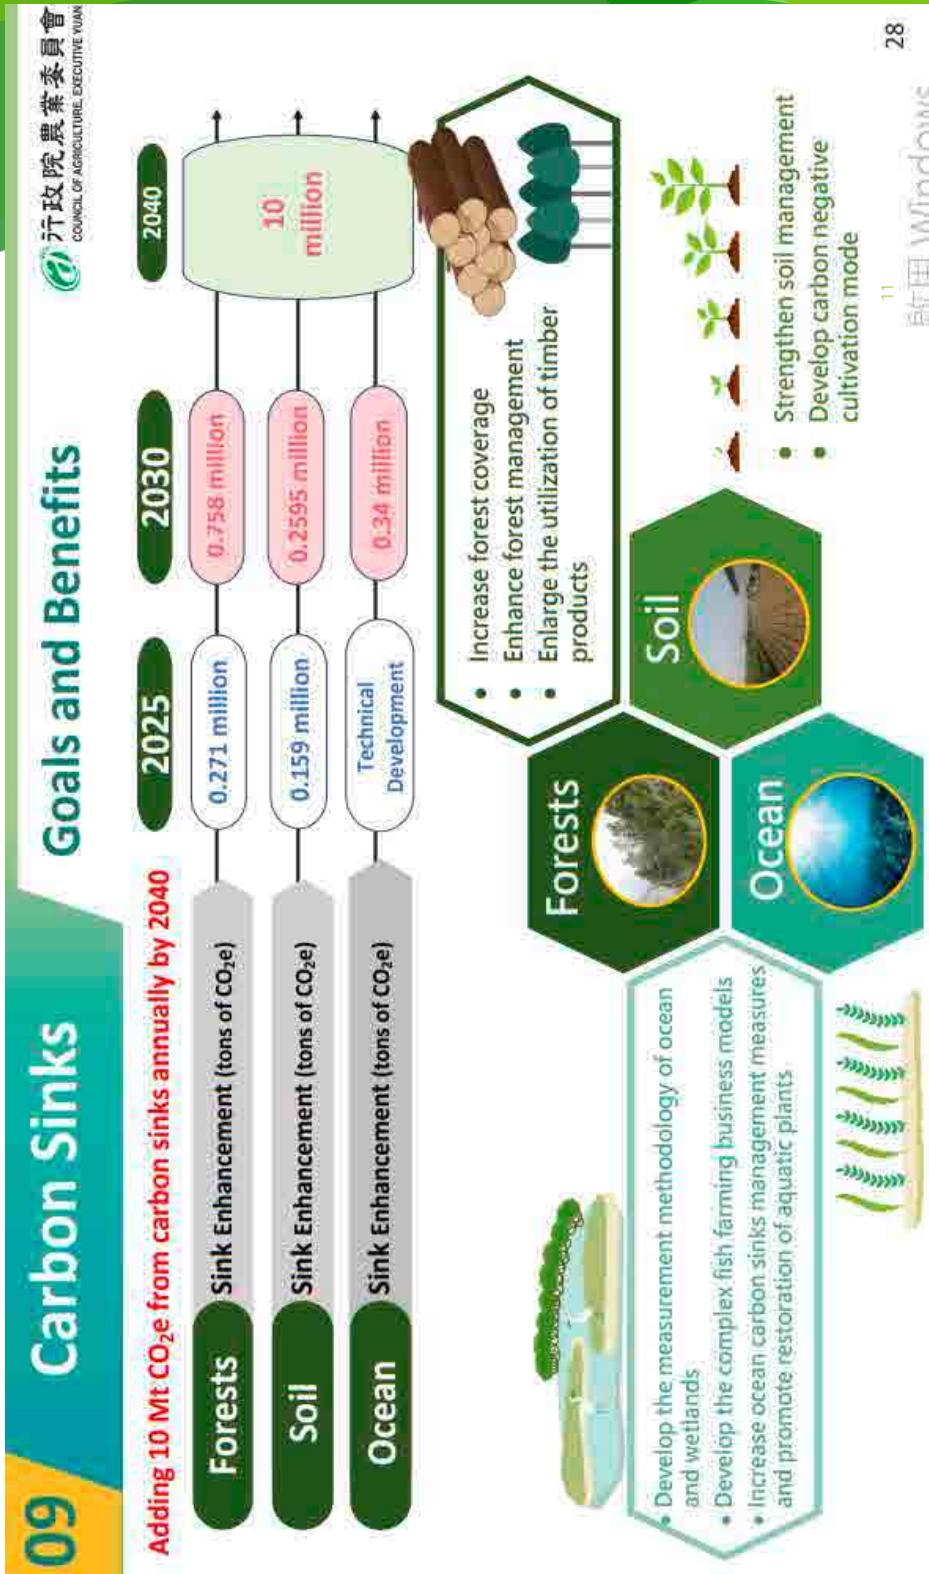 09
Carbon Sinks
Goals and Benefits
行政院農業委員會
COUNCIL OF AGRICULTURE, EXECUTIVE YUAN
Adding 10 Mt CO₂e from carbon sinks annually by 2040
2025
2030
2040
Forests
Sink Enhancement (tons of CO₂e)
0.271 million
0.758 million
Soil
Sink Enhancement (tons of CO₂e)
0.159 million
0.2595 million
Ocean
Sink Enhancement (tons of CO₂e)
Technical
Development
0.34 million
10
million
• Increase forest coverage
• Enhance forest management
• Enlarge the utilization of timber
products
Forests
Soil
Ocean
• Develop the measurement methodology of ocean
and wetlands
• Develop the complex fish farming business models
• Increase ocean carbon sinks management measures
and promote restoration of aquatic plants
• Strengthen soil management
• Develop carbon negative
cultivation mode
11
Windows
28